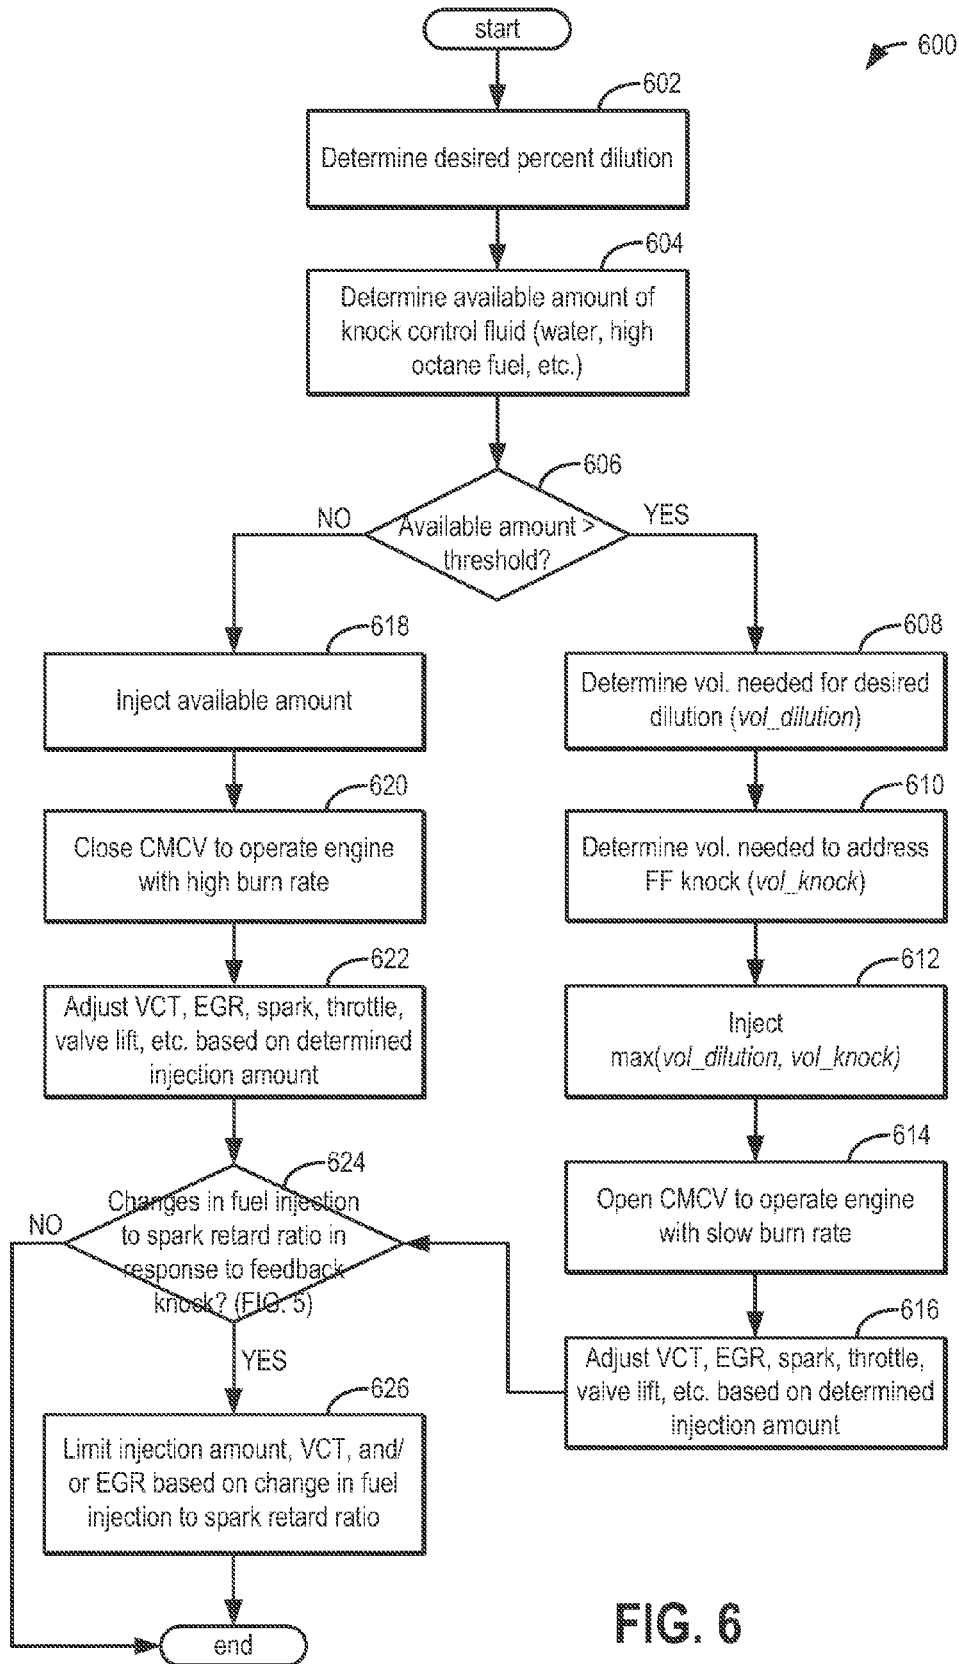 start
600
602
Determine desired percent dilution
604
Determine available amount of
knock control fluid (water, high
octane fuel, etc.)
606
NO
YES
Available amount >
threshold?
618
Inject available amount
608
Determine vol. needed for desired
dilution (vol_dilution)
620
Close CMCV to operate engine
with high burn rate
610
Determine vol. needed to address
FF knock (vol_knock)
622
Adjust VCT, EGR, spark, throttle,
valve lift, etc. based on determined
injection amount
612
Inject
max(vol_dilution, vol_knock)
624
NO
Changes in fuel injection
to spark retard ratio in
response to feedback
knock? (FIG. 5)
YES
614
Open CMCV to operate engine
with slow burn rate
616
Adjust VCT, EGR, spark, throttle,
valve lift, etc. based on determined
injection amount
626
Limit injection amount, VCT, and/
or EGR based on change in fuel
injection to spark retard ratio
end
FIG. 6